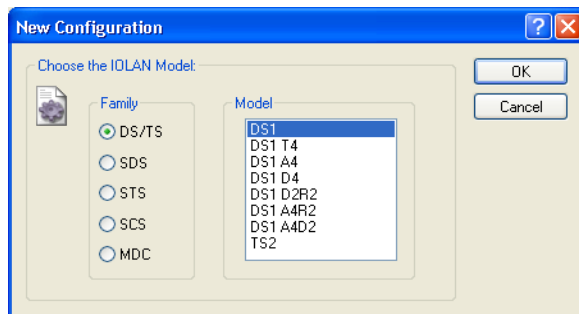 New Configuration
Choose the IOLAN Model:
OK
Cancel
Family
DS/TS
SDS
STS
SCS
MDC
Model
DS1
DS1 T4
DS1 A4
DS1 D4
DS1 D2R2
DS1 A4R2
DS1 A4D2
TS2